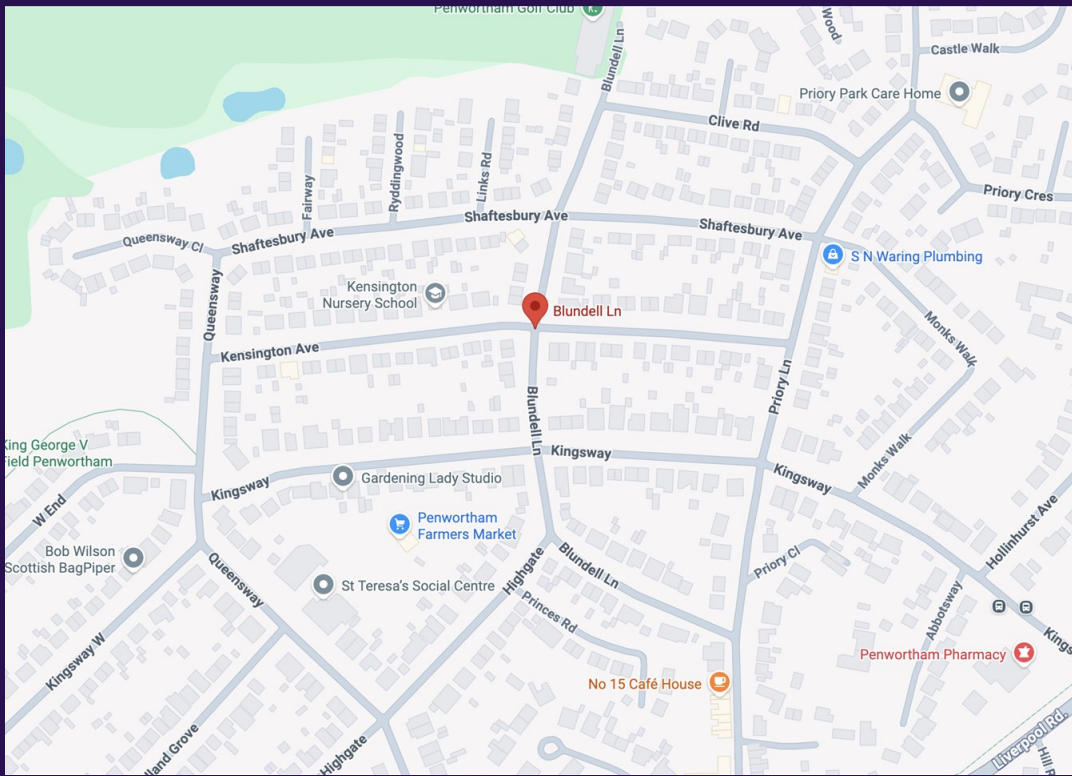 Penwortham Golf Club
Blundell Ln
Wood
Castle Walk
Priory Park Care Home
Clive Rd
Ryddingwood
Links Rd
Fairway
Priory Cres
Shaftesbury Ave
Shaftesbury Ave
Shaftesbury Ave
Queensway Cl
S N Waring Plumbing
Kensington
Nursery School
Queensway
Blundell Ln
Monks Walk
Kensington Ave
Priory Ln
Blundell Ln
King George V
Field Penwortham
Kingsway
Kingsway
Kingsway
Monks Walk
Gardening Lady Studio
W End
Penwortham
Farmers Market
Hollinhurst Ave
Bob Wilson
Scottish BagPiper
Highgate
Blundell Ln
Priory Cl
Queensway
St Teresa's Social Centre
Princes Rd
Abbotsway
Kings
Kingsway W
Penwortham Pharmacy
No 15 Café House
lland Grove
Highgate
Liverpool Rd.
Hill R